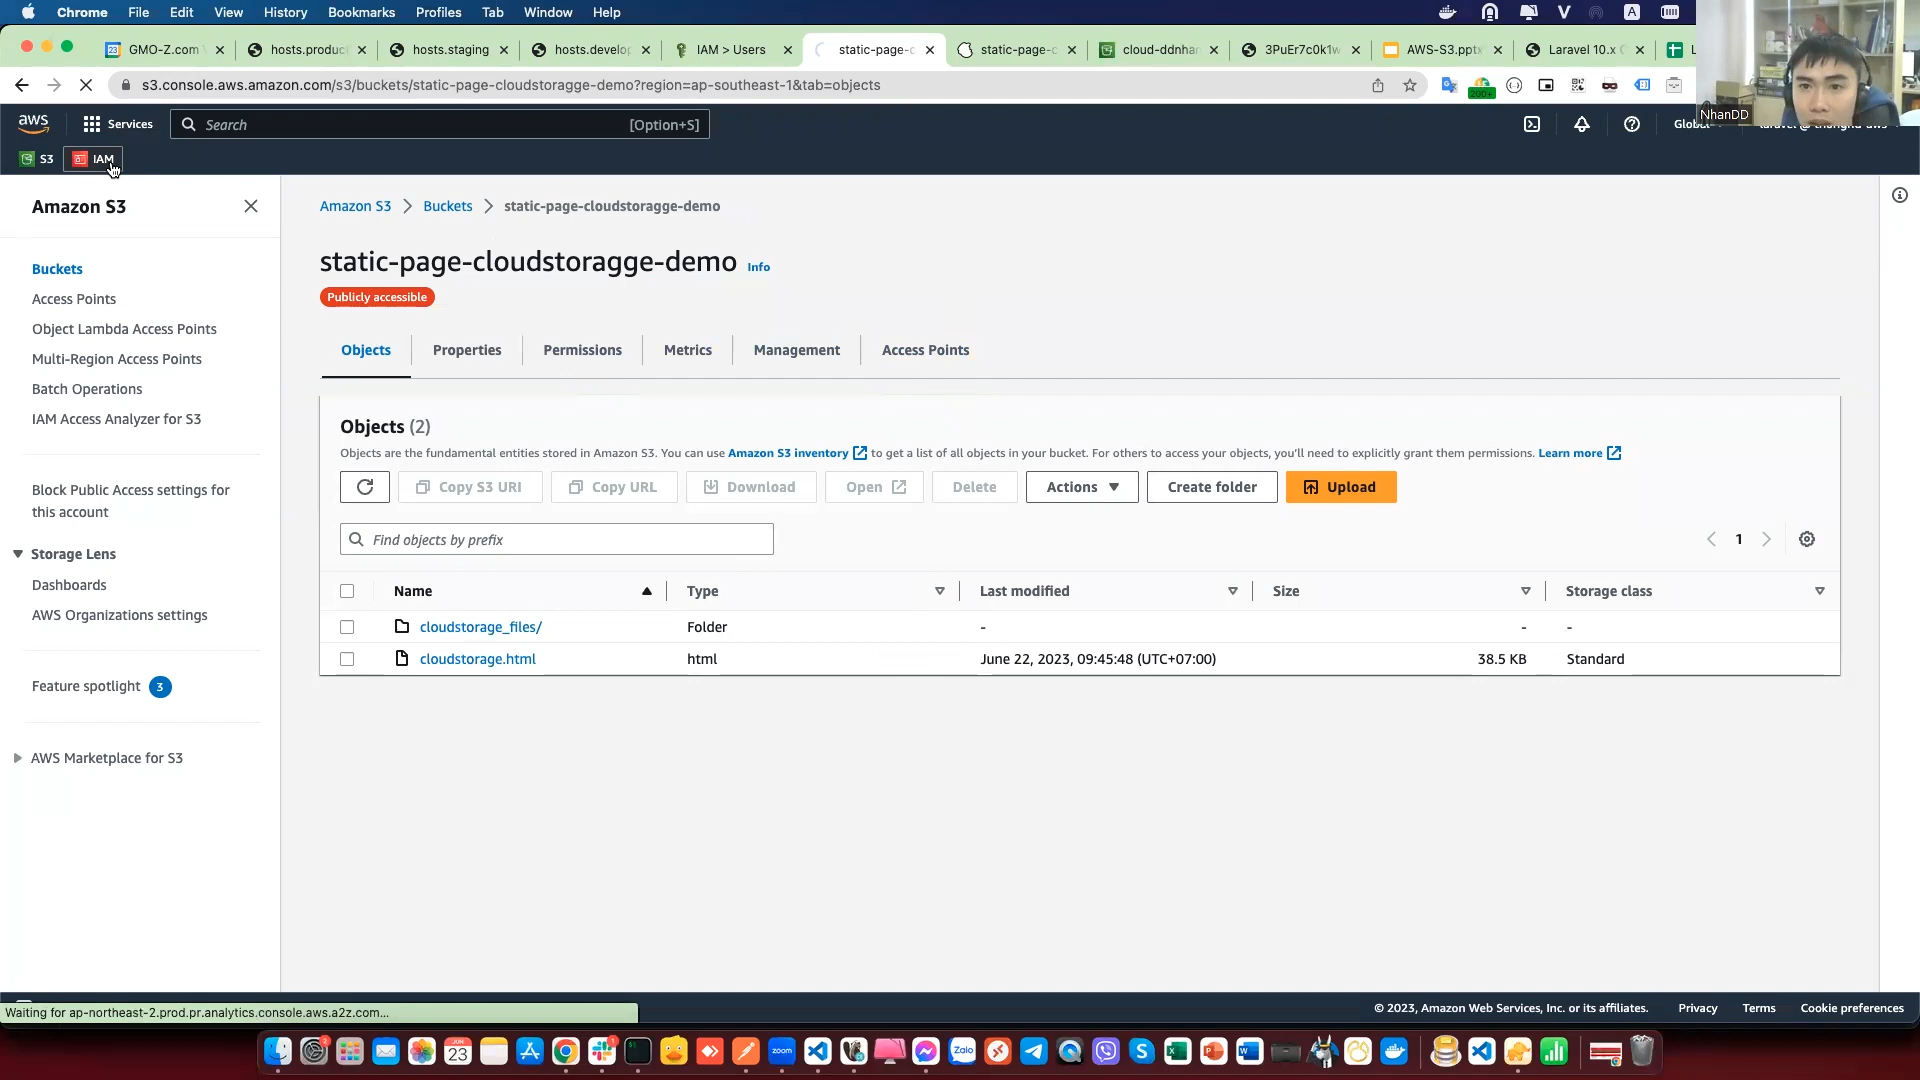 Chrome File Edit View History Bookmarks Profiles Tab Window Help
GMO-Z.com hosts.produc hosts.staging hosts.develop IAM > Users static-page-c static-page-c cloud-ddnhan 3PuEr7c0k1w AWS-S3.pptx Laravel 10.x
s3.console.aws.amazon.com/s3/buckets/static-page-cloudstoragge-demo?region=ap-southeast-1&tab=objects
200+
NhanDD
aws Services Search [Option+S]
S3 IAM
Amazon S3
Buckets
Access Points
Object Lambda Access Points
Multi-Region Access Points
Batch Operations
IAM Access Analyzer for S3
Block Public Access settings for
this account
Storage Lens
Dashboards
AWS Organizations settings
Feature spotlight 3
AWS Marketplace for S3
Amazon S3 Buckets static-page-cloudstoragge-demo
static-page-cloudstoragge-demo Info
Publicly accessible
Objects Properties Permissions Metrics Management Access Points
Objects (2)
Objects are the fundamental entities stored in Amazon S3. You can use Amazon S3 inventory to get a list of all objects in your bucket. For others to access your objects, you'll need to explicitly grant them permissions. Learn more
Copy S3 URI Copy URL Download Open Delete Actions Create folder Upload
Find objects by prefix
1
Name Type Last modified Size Storage class
cloudstorage_files/ Folder - - -
cloudstorage.html html June 22, 2023, 09:45:48 (UTC+07:00) 38.5 KB Standard
Waiting for ap-northeast-2.prod.pr.analytics.console.aws.a2z.com...
© 2023, Amazon Web Services, Inc. or its affiliates. Privacy Terms Cookie preferences